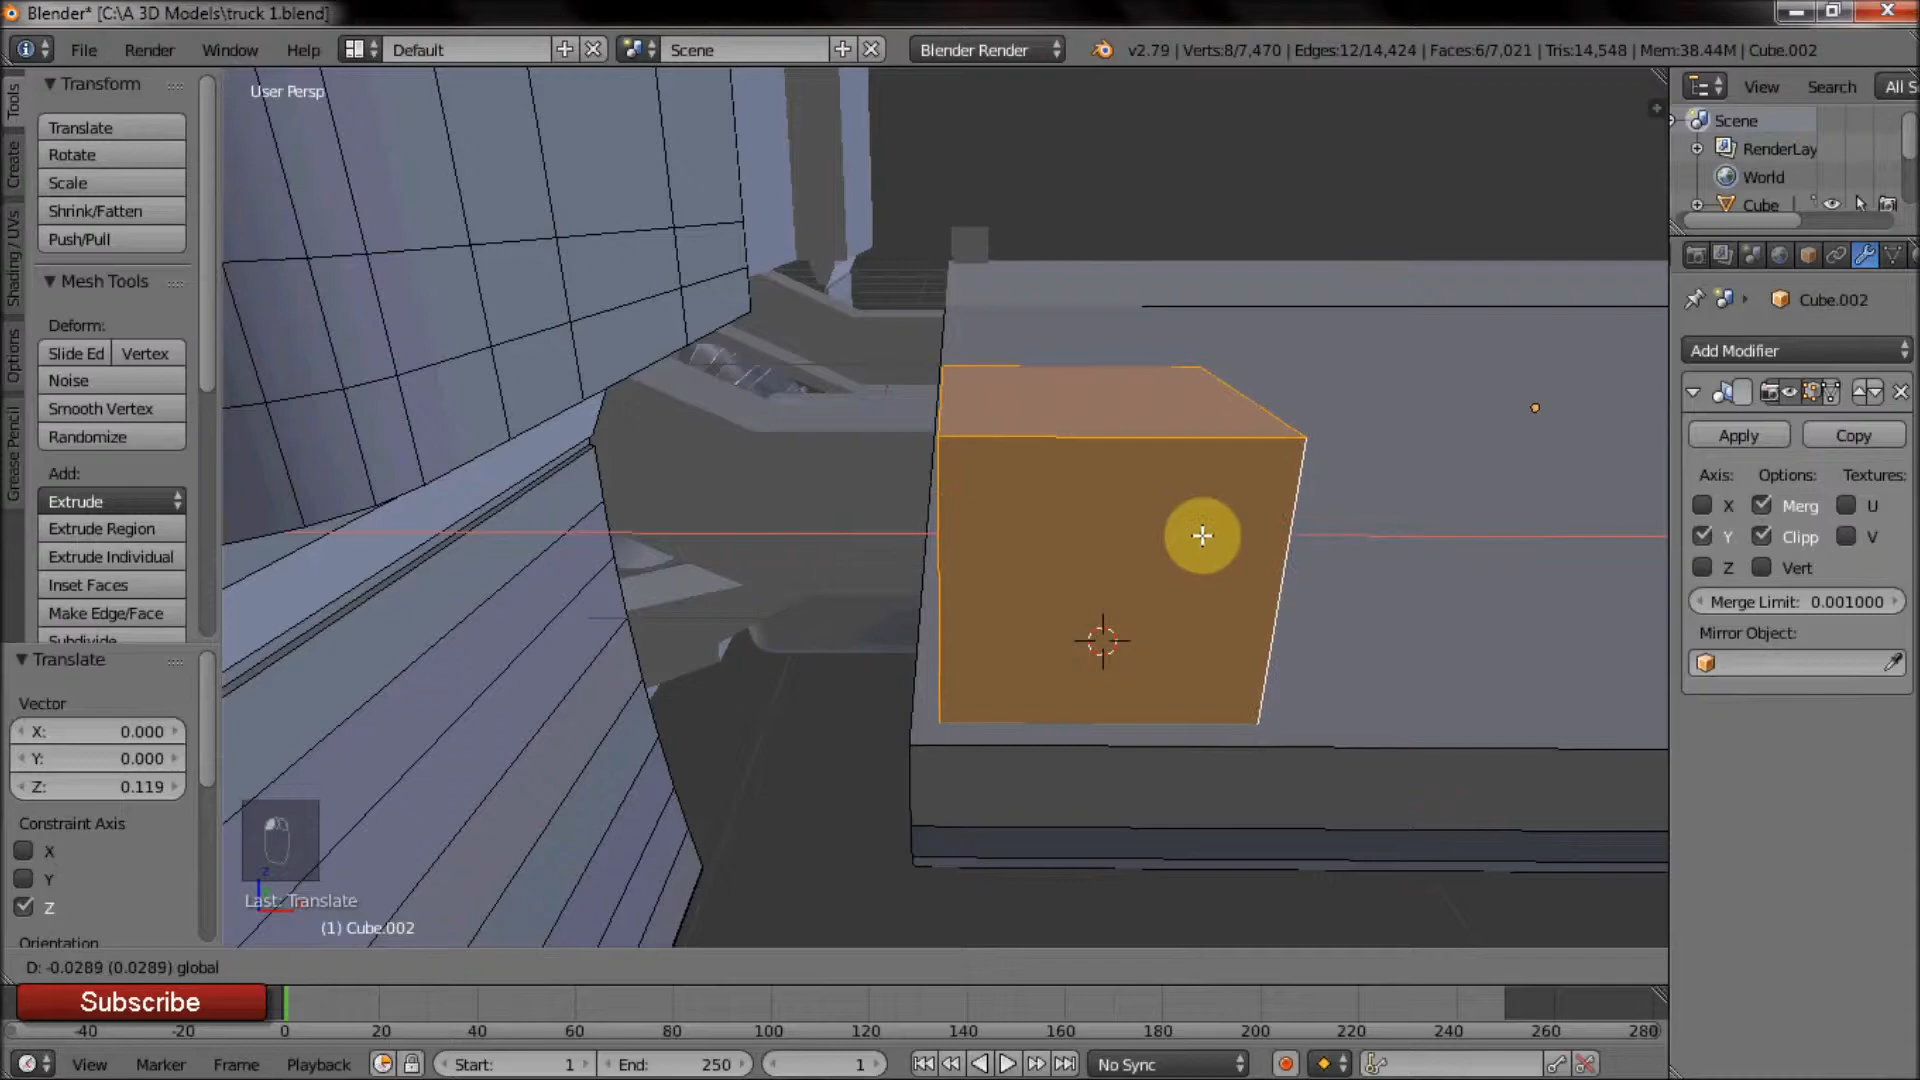 Blender* [C:\A 3D Models\truck 1.blend]
File Render Window Help Default Scene Blender Render v2.79 | Verts:8/7,470 | Edges:12/14,424 | Faces:6/7,021 | Tris:14,548 | Mem:38.44M | Cube.002
Tools
Create
Shading / UVs
Options
Grease Pencil
Transform
Translate
Rotate
Scale
Shrink/Fatten
Push/Pull
Mesh Tools
Deform:
Slide Ed Vertex
Noise
Smooth Vertex
Randomize
Add:
Extrude
Extrude Region
Extrude Individual
Inset Faces
Make Edge/Face
Subdivide
Translate
Vector
X: 0.000
Y: 0.000
Z: 0.119
Constraint Axis
X
Y
Z
Orientation
User Persp
z
Last: Translate
(1) Cube.002
D: -0.0289 (0.0289) global
View Search All S
Scene
RenderLay
World
Cube
Cube.002
Add Modifier
Apply Copy
Axis: Options: Textures:
X Merg U
Y Clipp V
Z Vert
Merge Limit: 0.001000
Mirror Object:
Subscribe
-40 -20 0 20 40 60 80 100 120 140 160 180 200 220 240 260 280
View Marker Frame Playback Start: 1 End: 250 1 No Sync